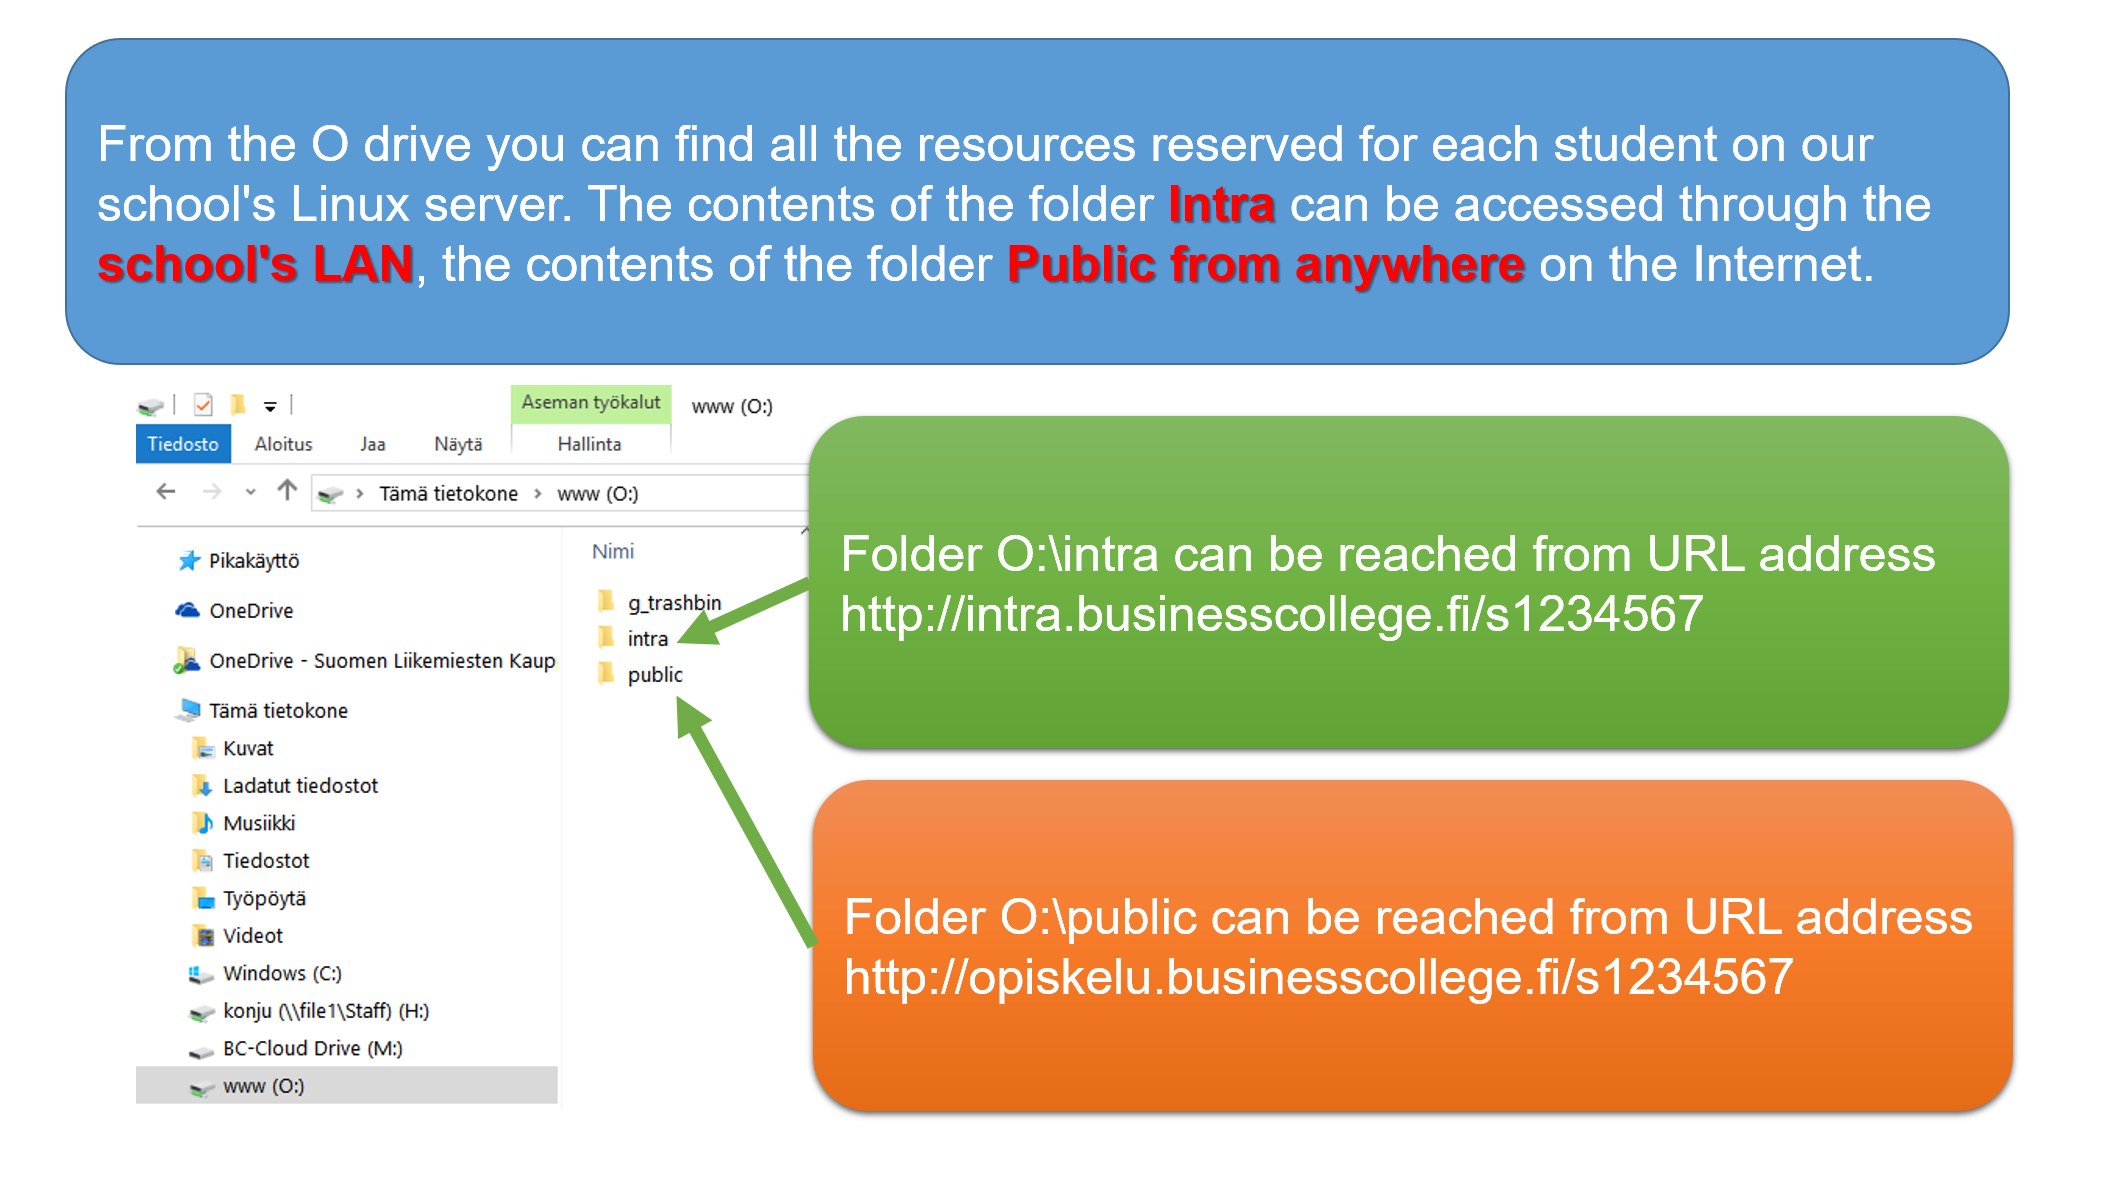 From the O drive you can find all the resources reserved for each student on our
school's Linux server. The contents of the folder Intra can be accessed through the
school's LAN, the contents of the folder Public from anywhere on the Internet.
Aseman työkalut
www (O:)
Tiedosto Aloitus Jaa Näytä Hallinta
Tämä tietokone › www (O:)
Pikakäyttö
OneDrive
OneDrive - Suomen Liikemiesten Kaup
Tämä tietokone
Kuvat
Ladatut tiedostot
Musiikki
Tiedostot
Työpöytä
Videot
Windows (C:)
konju (\\file1\Staff) (H:)
BC-Cloud Drive (M:)
www (O:)
Nimi
g_trashbin
intra
public
Folder O:\intra can be reached from URL address
http://intra.businesscollege.fi/s1234567
Folder O:\public can be reached from URL address
http://opiskelu.businesscollege.fi/s1234567